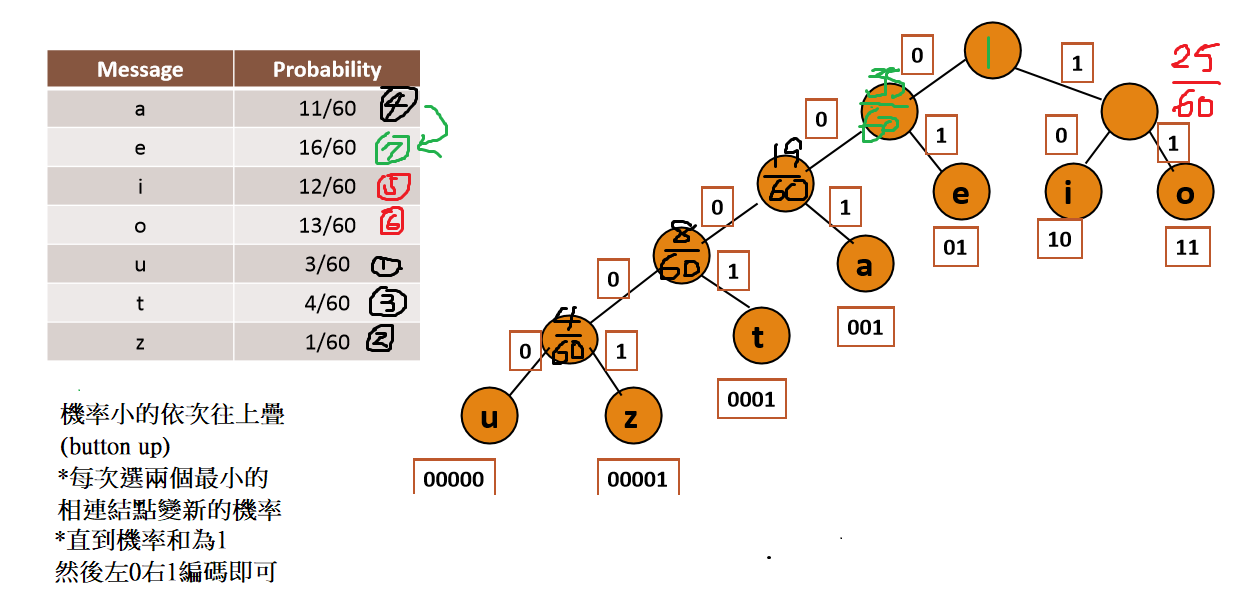 Message Probability
a 11/60 4
e 16/60 7
i 12/60 5
o 13/60 6
u 3/60 1
t 4/60 3
z 1/60 2
機率小的依次往上疊
(button up)
*每次選兩個最小的
相連結點變新的機率
*直到機率和為1
然後左0右1編碼即可
0 1 1
25/60
35/60
0 1 0 1
19/60
e i o
0 1 01 10 11
8/60
a
0 1 001
4/60
t
0 1 0001
u z
00000 00001